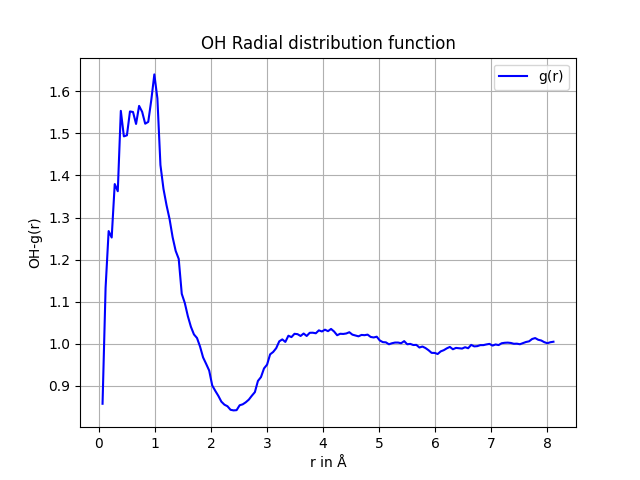 OH Radial distribution function
g(r)
OH-g(r)
1.6
1.5
1.4
1.3
1.2
1.1
1.0
0.9
0 1 2 3 4 5 6 7 8
r in Å